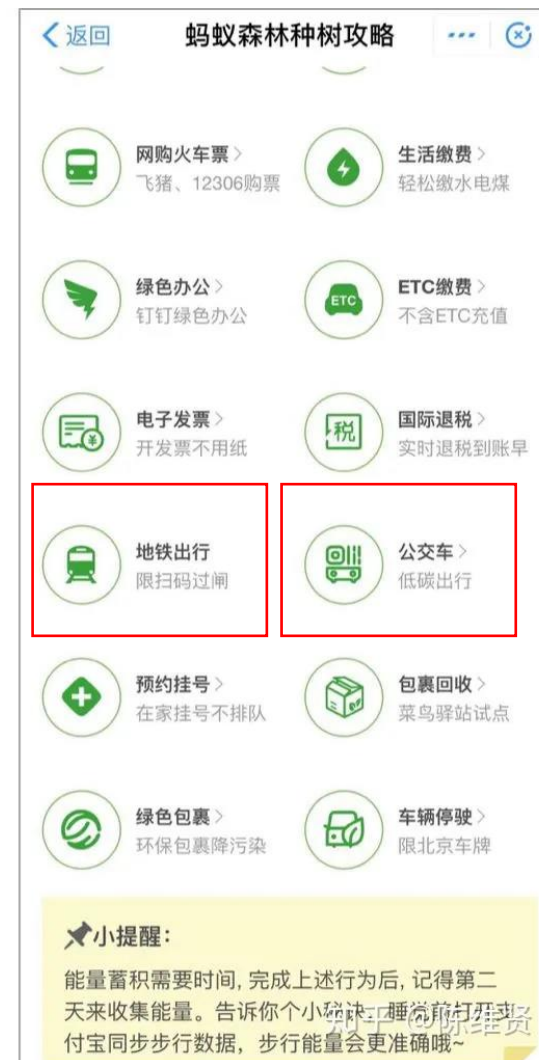 返回
蚂蚁森林种树攻略
网购火车票
飞猪、12306购票
生活缴费
轻松缴水电煤
绿色办公
钉钉绿色办公
ETC
ETC缴费
不含ETC充值
电子发票
开发票不用纸
税
国际退税
实时退税到账早
地铁出行
限扫码过闸
公交车
低碳出行
预约挂号
在家挂号不排队
包裹回收
菜鸟驿站试点
绿色包裹
环保包裹降污染
车辆停驶
限北京车牌
小提醒：
能量蓄积需要时间, 完成上述行为后, 记得第二
天来收集能量。告诉你个小秘诀，睡觉前打开支
付宝同步步行数据，步行能量会更准确哦~
知乎 @陈维贤